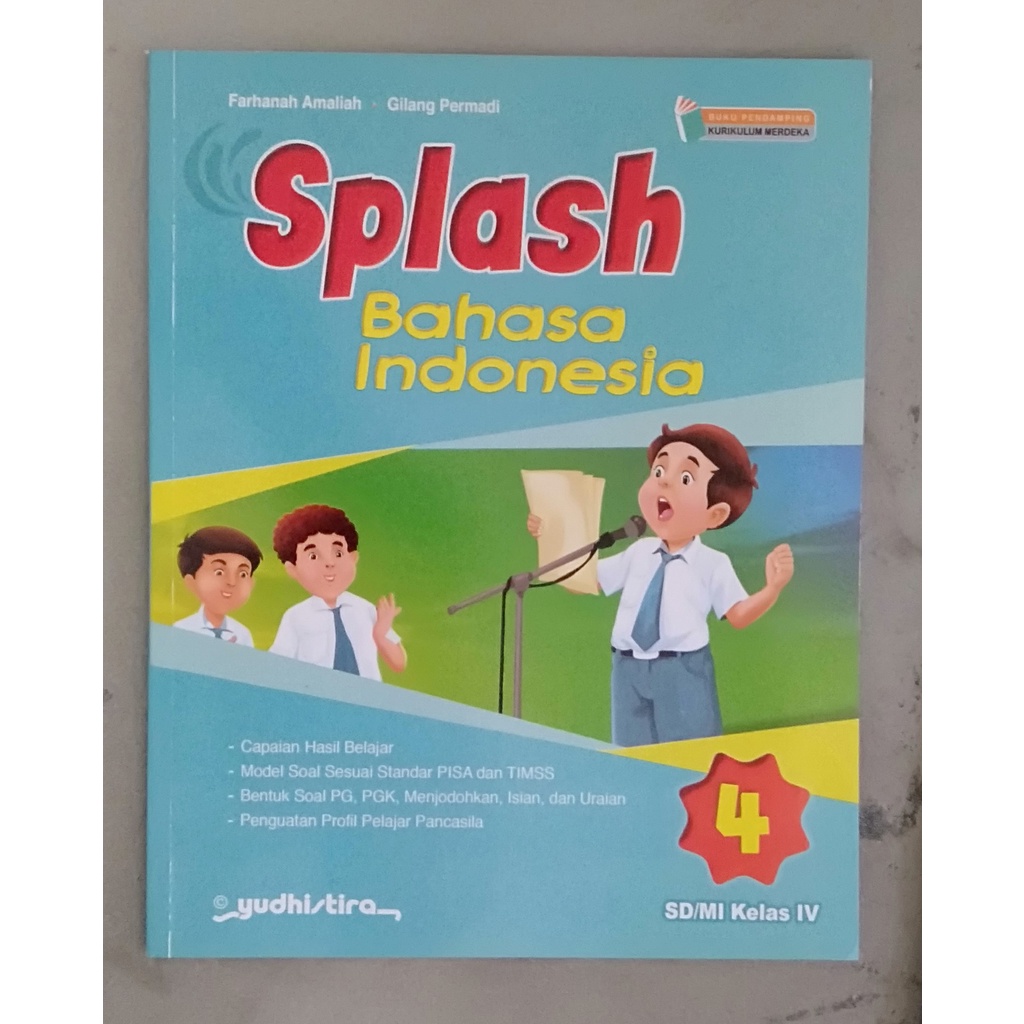 Farhanah Amaliah · Gilang Permadi
BUKU PENDAMPING
KURIKULUM MERDEKA
Splash
Bahasa
Indonesia
- Capaian Hasil Belajar
- Model Soal Sesuai Standar PISA dan TIMSS
- Bentuk Soal PG, PGK, Menjodohkan, Isian, dan Uraian
- Penguatan Profil Pelajar Pancasila
4
© yudhistira
SD/MI Kelas IV